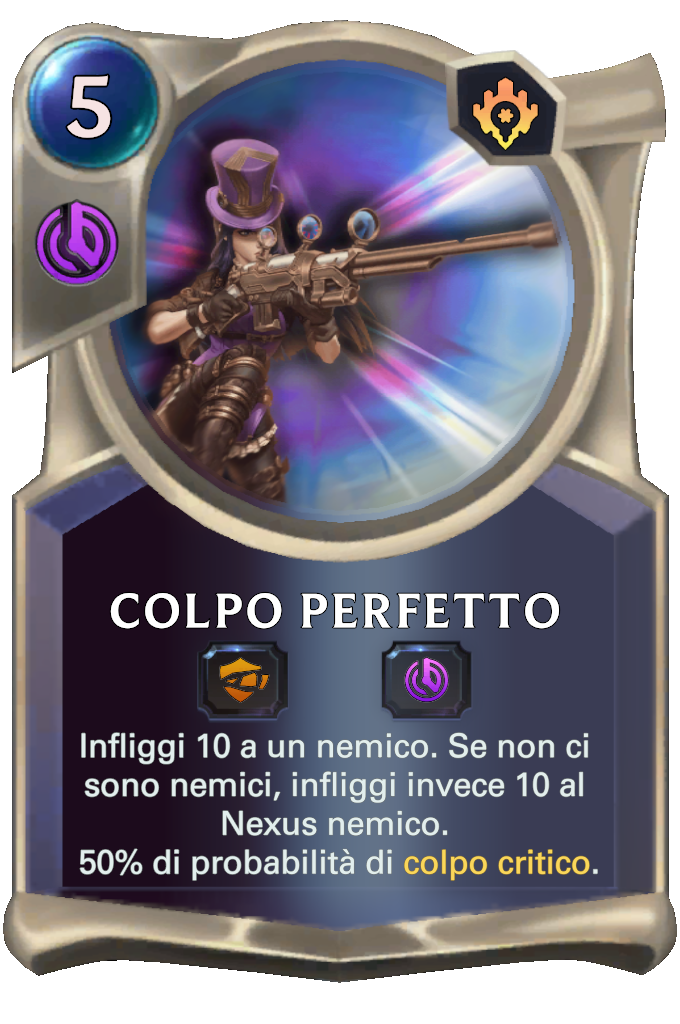 5
COLPO PERFETTO
Infliggi 10 a un nemico. Se non ci
sono nemici, infliggi invece 10 al
Nexus nemico.
50% di probabilità di colpo critico.